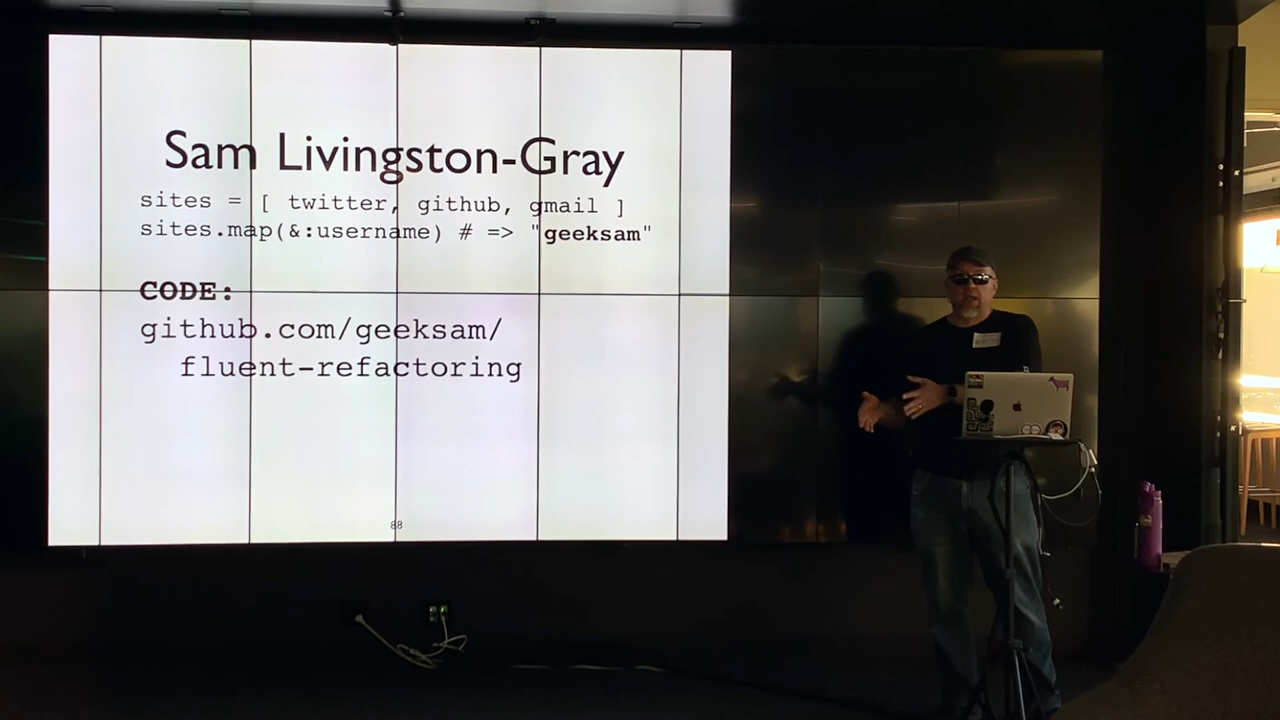 Sam Livingston-Gray
sites = [ twitter, github, gmail ]
sites.map(&:username) # => "geeksam"
CODE:
github.com/geeksam/
fluent-refactoring
88